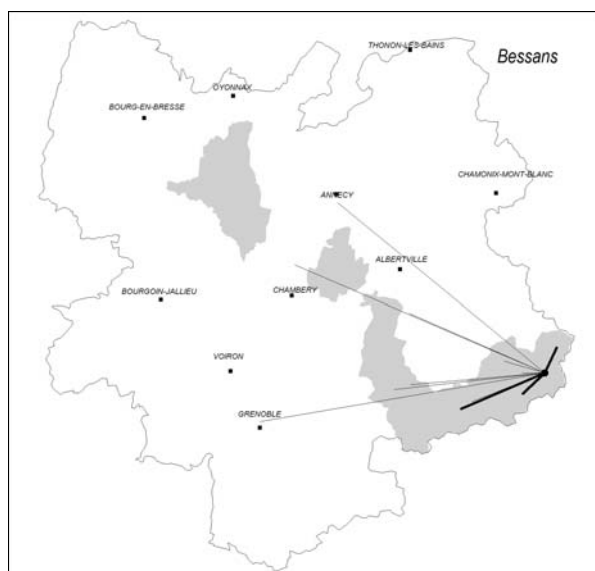 THONON-LES-BAINS
Bessans
OYONNAX
BOURG-EN-BRESSE
CHAMONIX-MONT-BLANC
ANNECY
ALBERTVILLE
CHAMBERY
BOURGOIN-JALLIEU
VOIRON
GRENOBLE